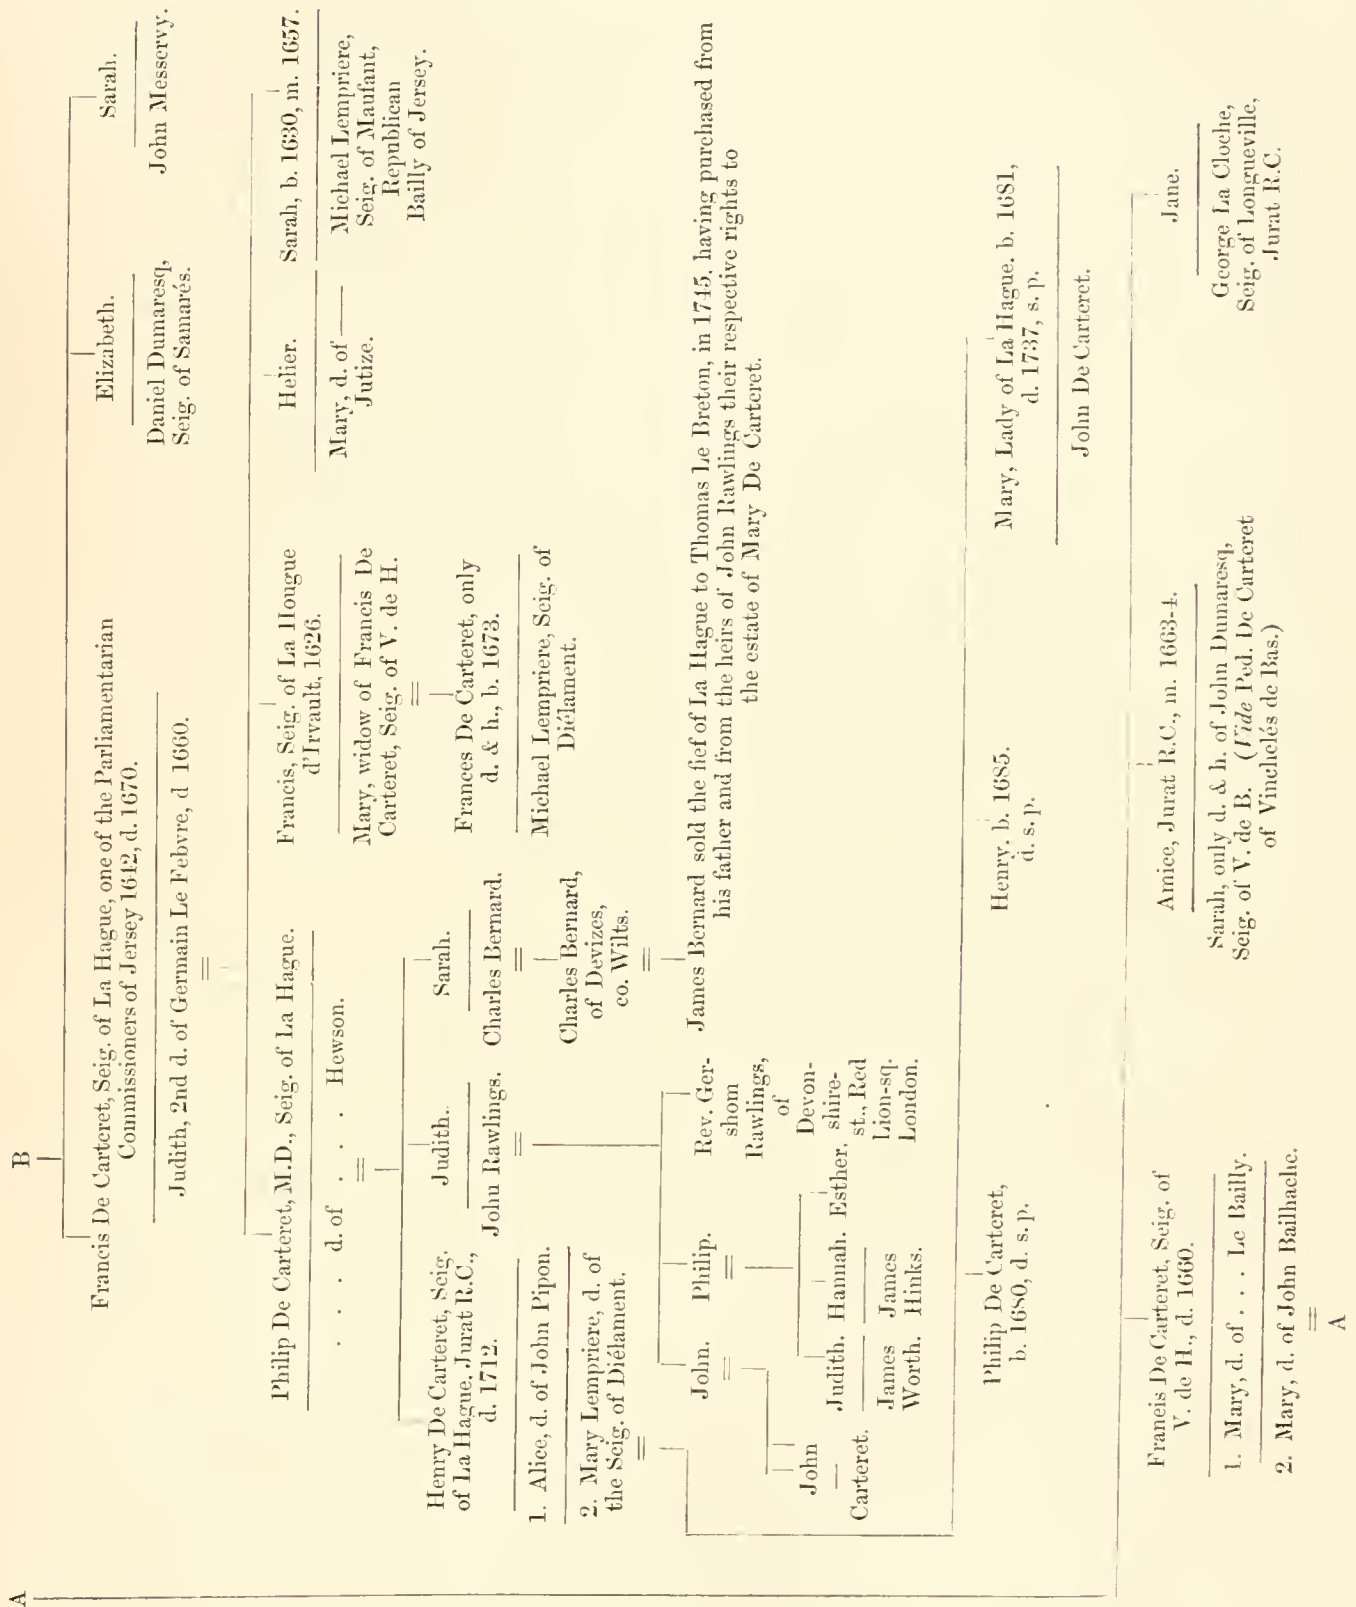 A
B
Francis De Carteret, Seig. of La Hague, one of the Parliamentarian
Commissioners of Jersey 1642, d. 1670.
Judith, 2nd d. of Germain Le Febvre, d 1660.
Elizabeth.
Daniel Dumaresq,
Seig. of Samarés.
Sarah.
John Messervy.
Philip De Carteret, M.D., Seig. of La Hague.
. . . d. of . . . Hewson.
Francis, Seig. of La Hougue
d'Irvault, 1626.
Mary, widow of Francis De
Carteret, Seig. of V. de H.
Frances De Carteret, only
d. & h., b. 1673.
Michael Lempriere, Seig. of
Diélament.
Helier.
Mary, d. of ——
Jutize.
Sarah, b. 1630, m. 1657.
Michael Lempriere,
Seig. of Maufant,
Republican
Bailly of Jersey.
Henry De Carteret, Seig.
of La Hague, Jurat R.C.,
d. 1712.
1. Alice, d. of John Pipon.
2. Mary Lempriere, d. of
the Seig. of Diélament.
Judith.
John Rawlings.
Sarah.
Charles Bernard.
Charles Bernard,
of Devizes,
co. Wilts.
John.
Philip.
Rev. Ger-
shom
Rawlings,
of
Devon-
shire-
st., Red
Lion-sq.
London.
James Bernard sold the fief of La Hague to Thomas Le Breton, in 1745, having purchased from
his father and from the heirs of John Rawlings their respective rights to
the estate of Mary De Carteret.
John
—
Carteret.
Judith.
James
Worth.
Hannah.
James
Hinks.
Esther.
Philip De Carteret,
b. 1680, d. s. p.
Henry, b. 1685.
d. s. p.
Mary, Lady of La Hague. b. 1681,
d. 1737, s. p.
John De Carteret.
Francis De Carteret, Seig. of
V. de H., d. 1660.
1. Mary, d. of . . . Le Bailly.
2. Mary, d. of John Bailhache.
A
Amice, Jurat R.C., m. 1663-4.
Sarah, only d. & h. of John Dumaresq,
Seig. of V. de B. (Vide Ped. De Carteret
of Vinchelés de Bas.)
Jane.
George La Cloche,
Seig. of Longueville,
Jurat R.C.